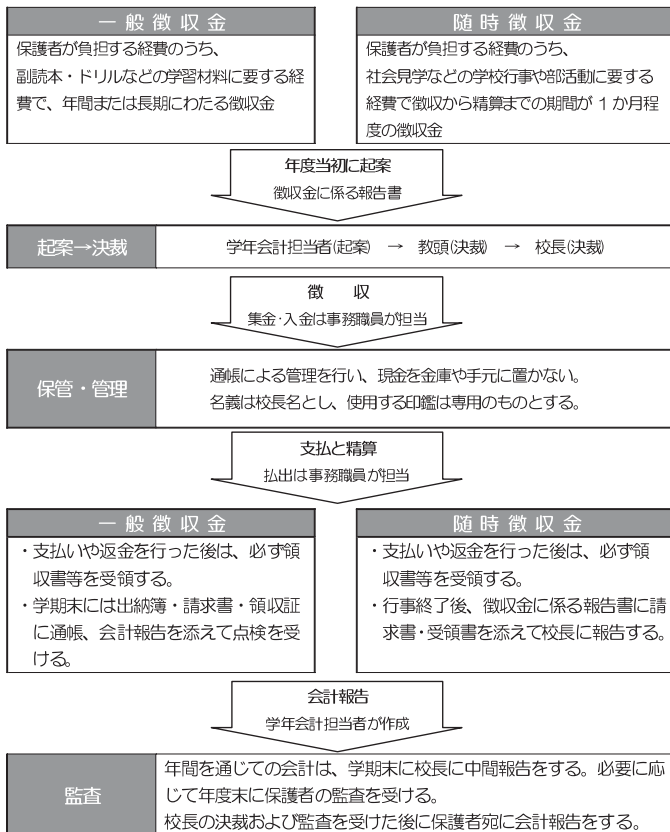 一般徴収金
保護者が負担する経費のうち、
副読本・ドリルなどの学習材料に要する経
費で、年間または長期にわたる徴収金
随時徴収金
保護者が負担する経費のうち、
社会見学などの学校行事や部活動に要する
経費で徴収から精算までの期間が1か月程
度の徴収金
年度当初に起案
徴収金に係る報告書
起案→決裁
学年会計担当者(起案) → 教頭(決裁) → 校長(決裁)
徴 収
集金・入金は事務職員が担当
保管・管理
通帳による管理を行い、現金を金庫や手元に置かない。
名義は校長名とし、使用する印鑑は専用のものとする。
支払と精算
払出は事務職員が担当
一般徴収金
・支払いや返金を行った後は、必ず領
収書等を受領する。
・学期末には出納簿・請求書・領収証
に通帳、会計報告を添えて点検を受
ける。
随時徴収金
・支払いや返金を行った後は、必ず領
収書等を受領する。
・行事終了後、徴収金に係る報告書に請
求書・受領書を添えて校長に報告する。
会計報告
学年会計担当者が作成
監査
年間を通じての会計は、学期末に校長に中間報告をする。必要に応
じて年度末に保護者の監査を受ける。
校長の決裁および監査を受けた後に保護者宛に会計報告をする。